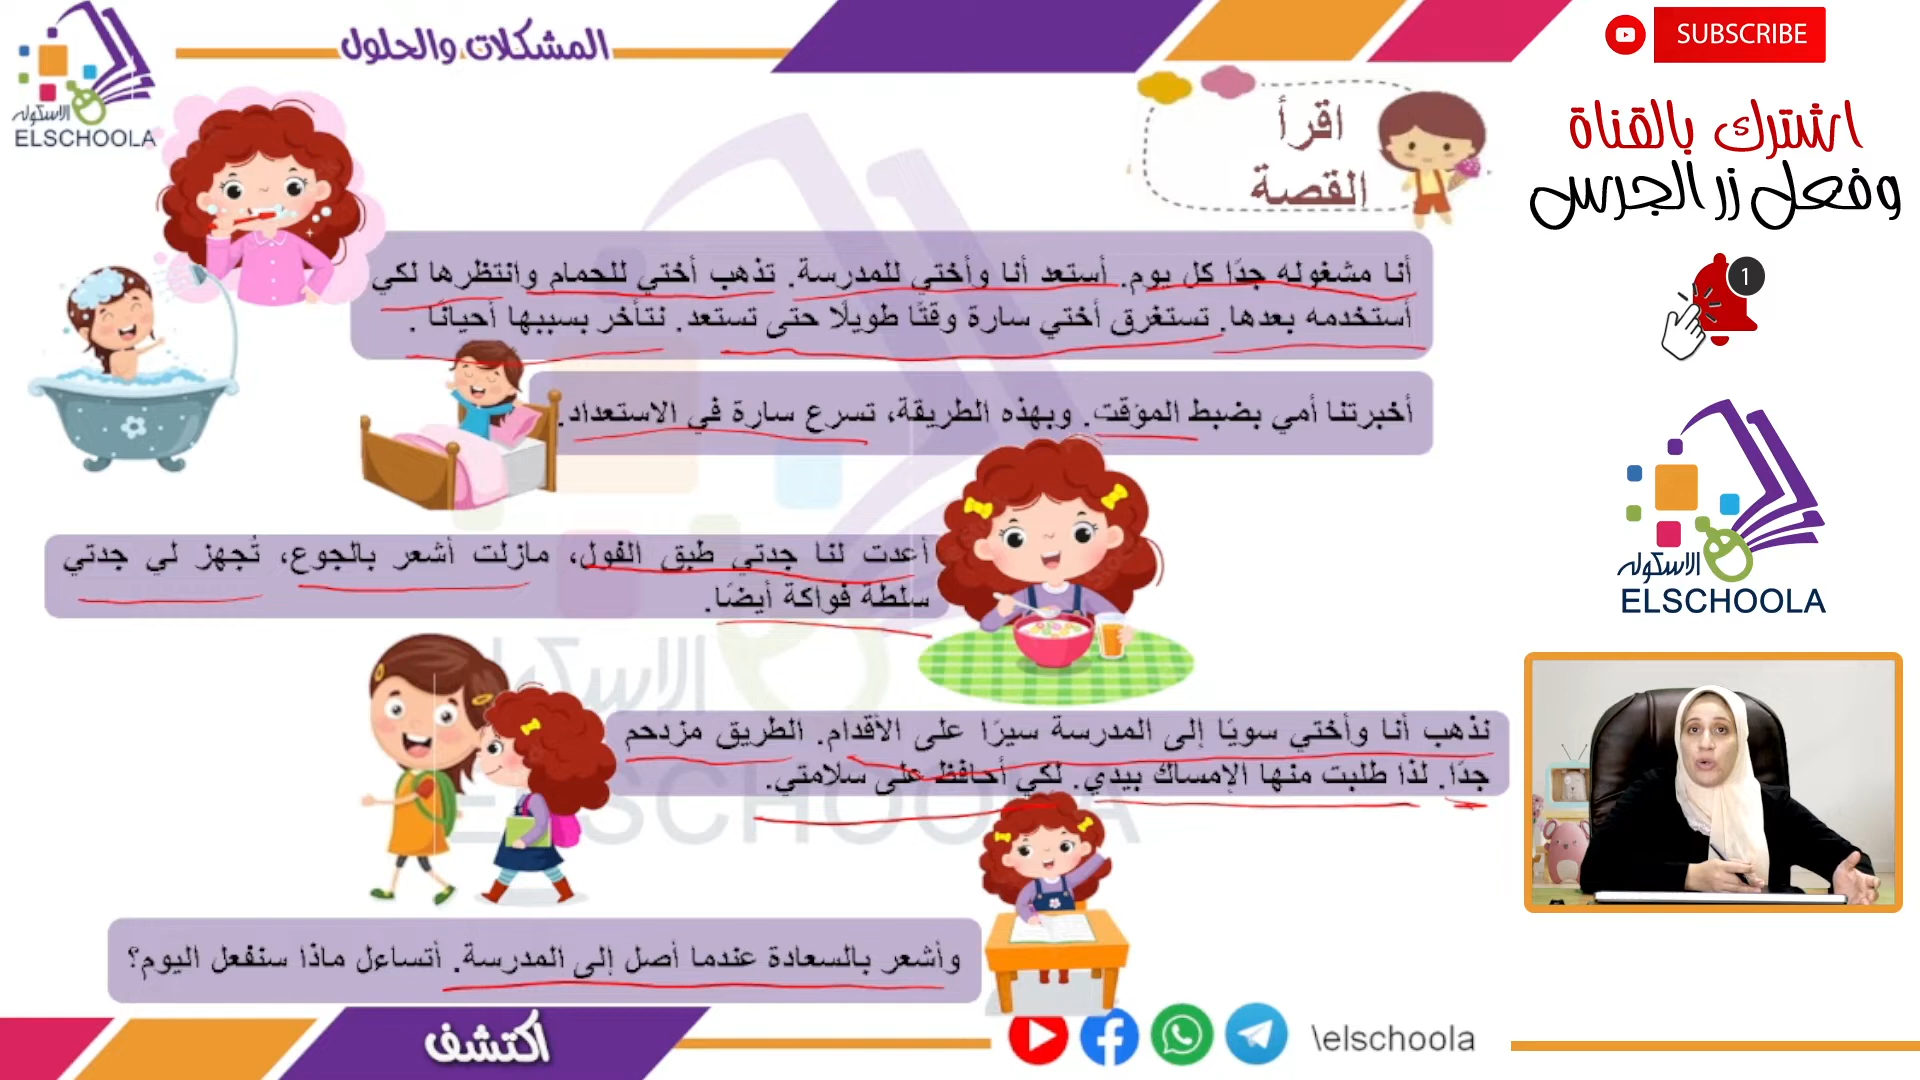 المشكلات والحلول
SUBSCRIBE
الاسكوله
ELSCHOOLA
اقرأ
القصة
اشترك بالقناة
وفعل زر الجرس
1
أنا مشغوله جدًا كل يوم. أستعد أنا وأختي للمدرسة. تذهب أختي للحمام وانتظرها لكي
أستخدمه بعدها. تستغرق أختي سارة وقتًا طويلًا حتى تستعد. نتأخر بسببها أحيانًا .
أخبرتنا أمي بضبط المؤقت. وبهذه الطريقة، تسرع سارة في الاستعداد.
أعدت لنا جدتي طبق الفول، مازلت أشعر بالجوع، تُجهز لي جدتي
سلطة فواكة أيضًا.
الاسكوله
ELSCHOOLA
نذهب أنا وأختي سويًا إلى المدرسة سيرًا على الأقدام. الطريق مزدحم
جدًا. لذا طلبت منها الإمساك بيدي. لكي أحافظ على سلامتي.
الاسكوله
ELSCHOOLA
وأشعر بالسعادة عندما أصل إلى المدرسة. أتساءل ماذا سنفعل اليوم؟
اكتشف
\elschoola